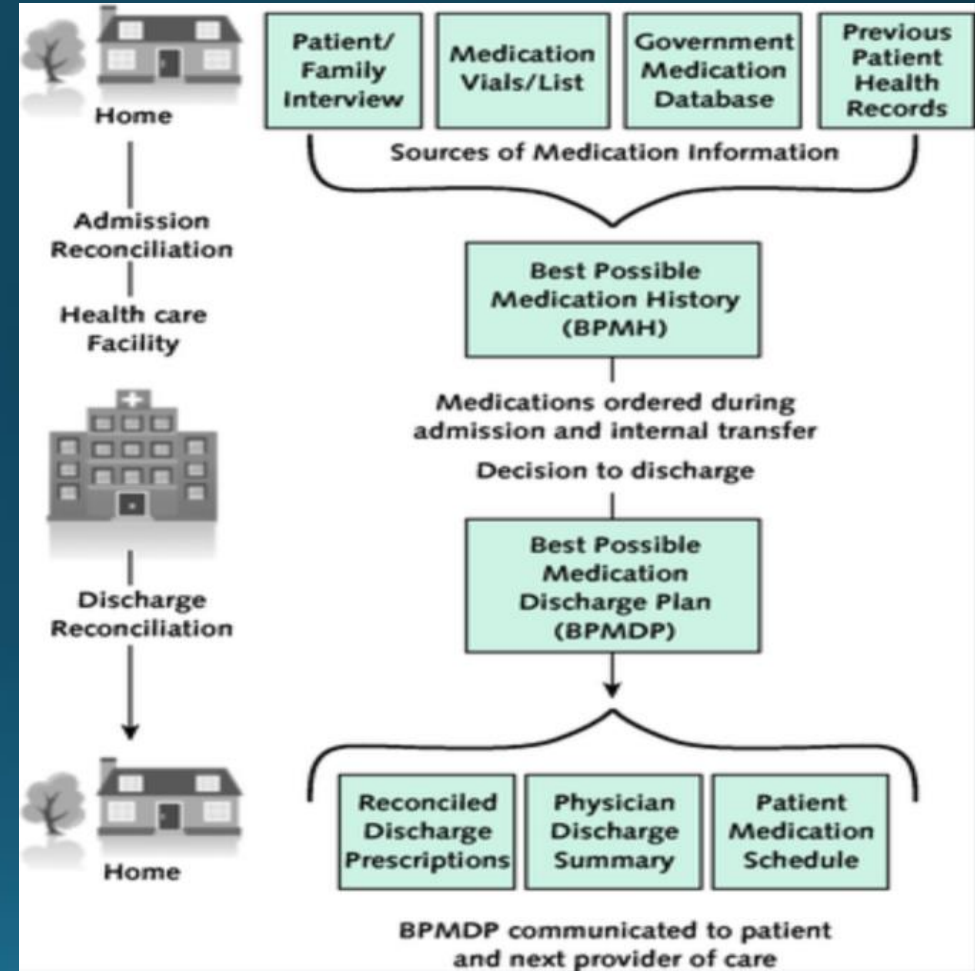 Home
Admission
Reconciliation
Health care
Facility
Discharge
Reconciliation
Home
Patient/
Family
Interview
Medication
Vials/List
Government
Medication
Database
Previous
Patient
Health
Records
Sources of Medication Information
Best Possible
Medication History
(BPMH)
Medications ordered during
admission and internal transfer
Decision to discharge
Best Possible
Medication
Discharge Plan
(BPMDP)
Reconciled
Discharge
Prescriptions
Physician
Discharge
Summary
Patient
Medication
Schedule
BPMDP communicated to patient
and next provider of care